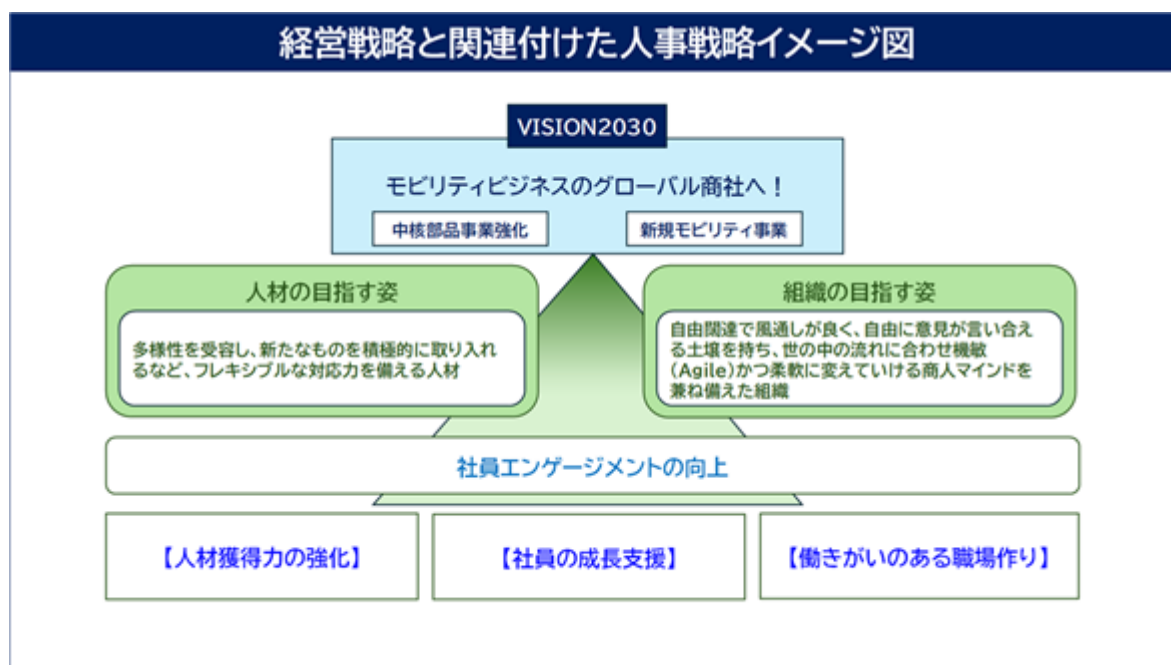 経営戦略と関連付けた人事戦略イメージ図
VISION2030
モビリティビジネスのグローバル商社へ！
中核部品事業強化
新規モビリティ事業
人材の目指す姿
多様性を受容し、新たなものを積極的に取り入れ
るなど、フレキシブルな対応力を備える人材
組織の目指す姿
自由闊達で風通しが良く、自由に意見が言い合え
る土壌を持ち、世の中の流れに合わせ機敏
(Agile)かつ柔軟に変えていける商人マインドを
兼ね備えた組織
社員エンゲージメントの向上
【人材獲得力の強化】
【社員の成長支援】
【働きがいのある職場作り】